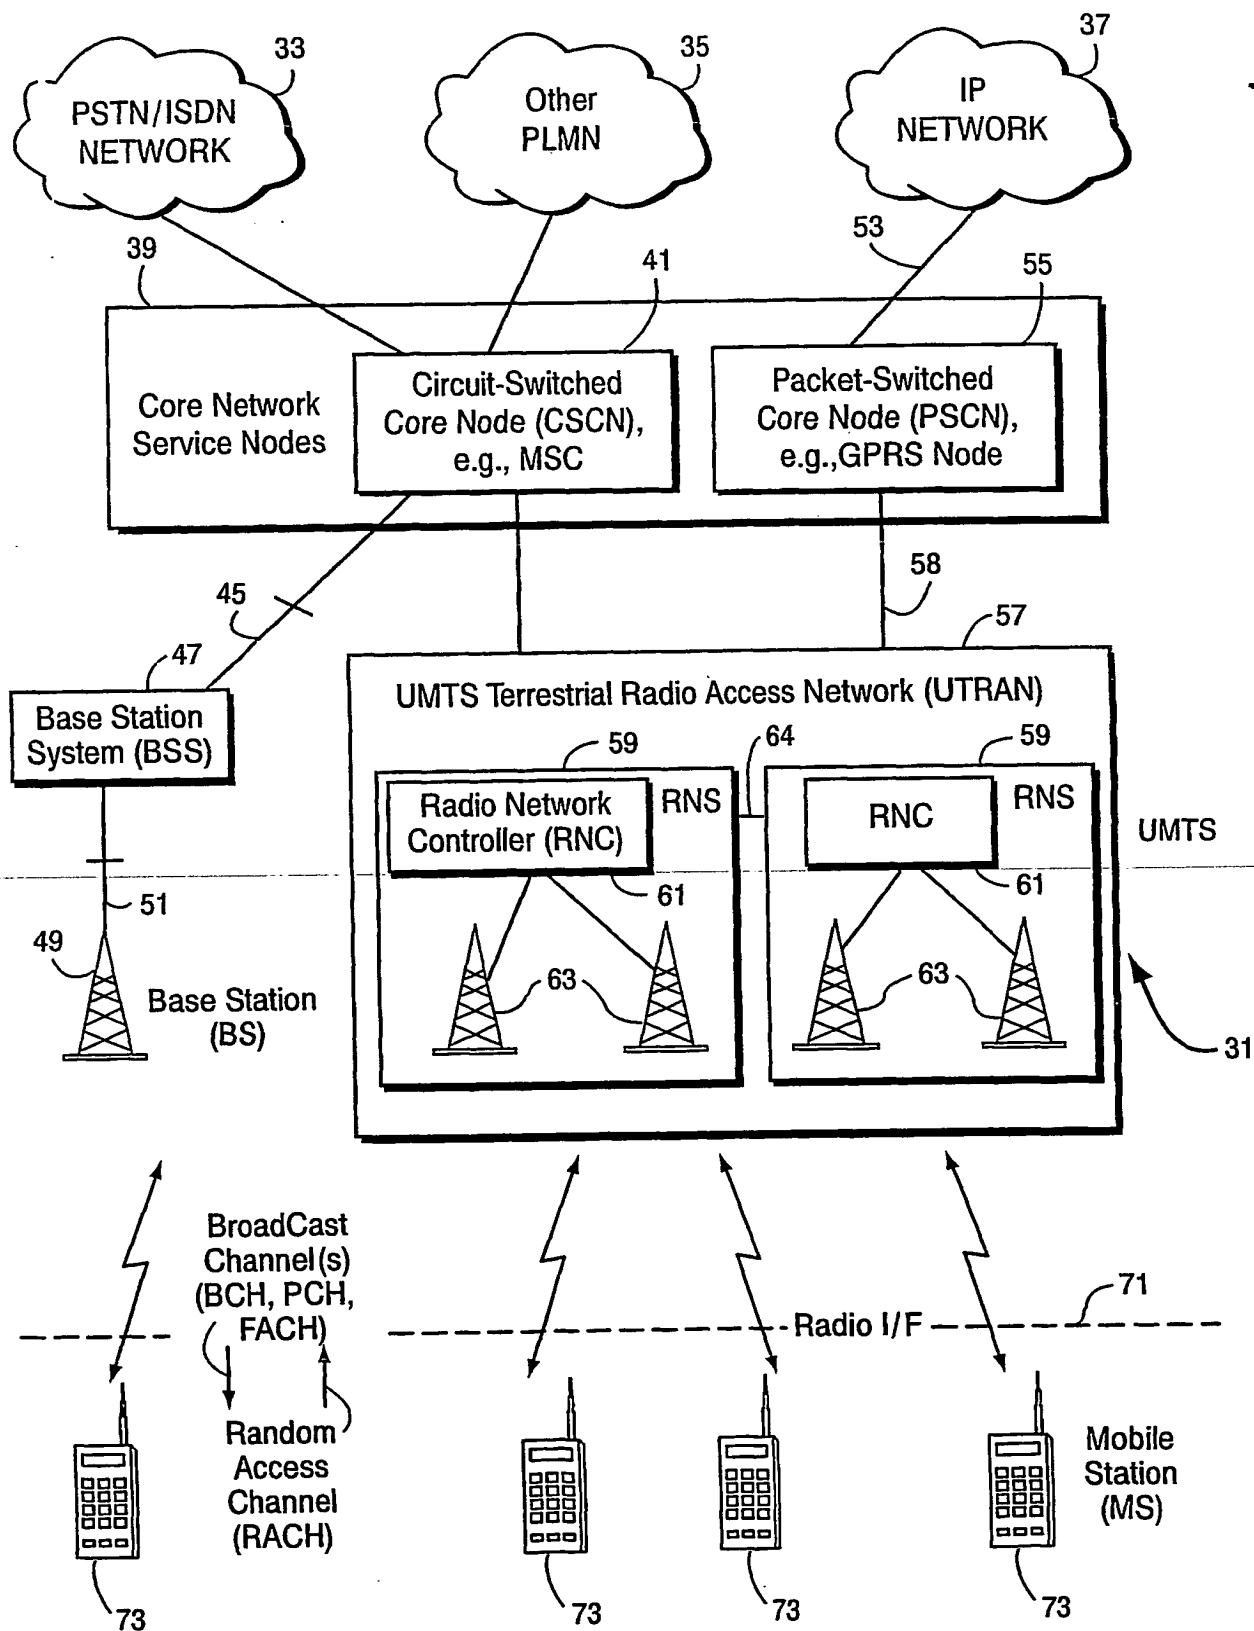 33
35
37
PSTN/ISDN
NETWORK
Other
PLMN
IP
NETWORK
39
41
53
55
Core Network
Service Nodes
Circuit-Switched
Core Node (CSCN),
e.g., MSC
Packet-Switched
Core Node (PSCN),
e.g.,GPRS Node
45
58
57
47
Base Station
System (BSS)
UMTS Terrestrial Radio Access Network (UTRAN)
59
64
59
Radio Network
Controller (RNC)
RNS
RNC
RNS
UMTS
51
61
61
49
Base Station
(BS)
63
63
31
BroadCast
Channel(s)
(BCH, PCH,
FACH)
Radio I/F
71
Random
Access
Channel
(RACH)
Mobile
Station
(MS)
73
73
73
73